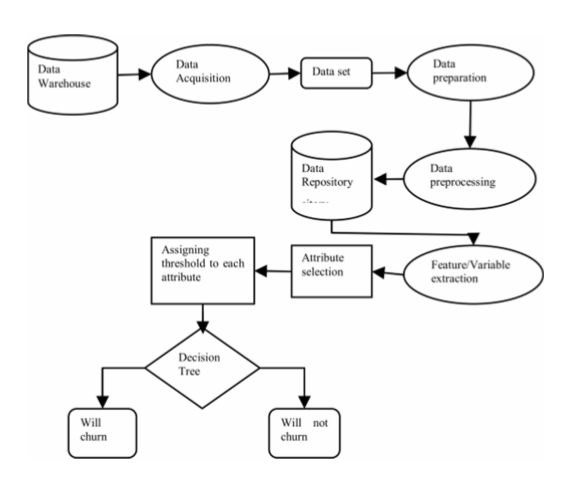 Data
Warehouse
Data
Acquisition
Data set
Data
preparation
Data
Repository
Data
preprocessing
Assigning
threshold to each
attribute
Attribute
selection
Feature/Variable
extraction
Decision
Tree
Will
churn
Will not
churn